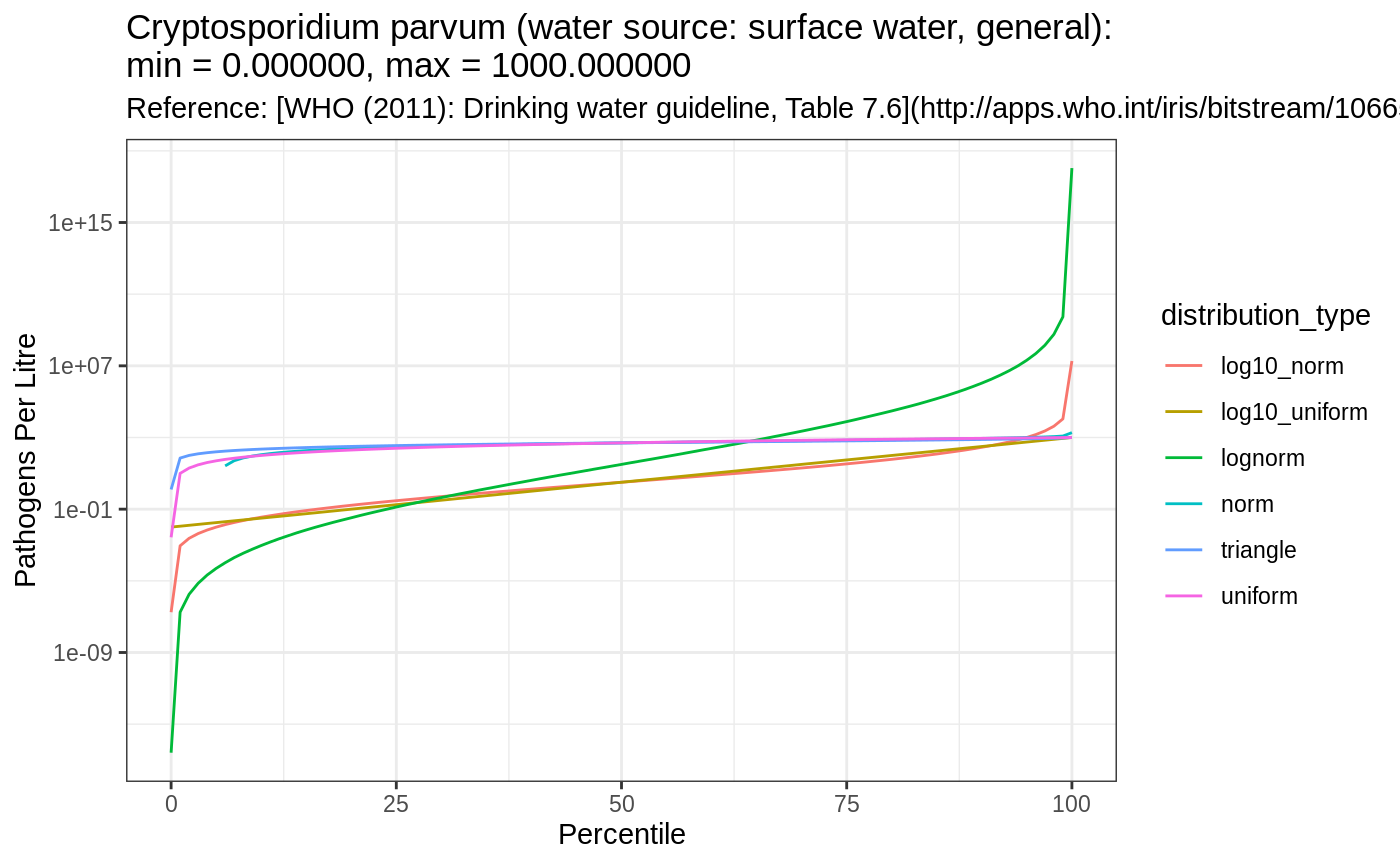 Cryptosporidium parvum (water source: surface water, general):
min = 0.000000, max = 1000.000000
Reference: [WHO (2011): Drinking water guideline, Table 7.6](http://apps.who.int/iris/bitstream/1066
Pathogens Per Litre
1e+15
1e+07
1e-01
1e-09
0
25
50
75
100
Percentile
distribution_type
log10_norm
log10_uniform
lognorm
norm
triangle
uniform